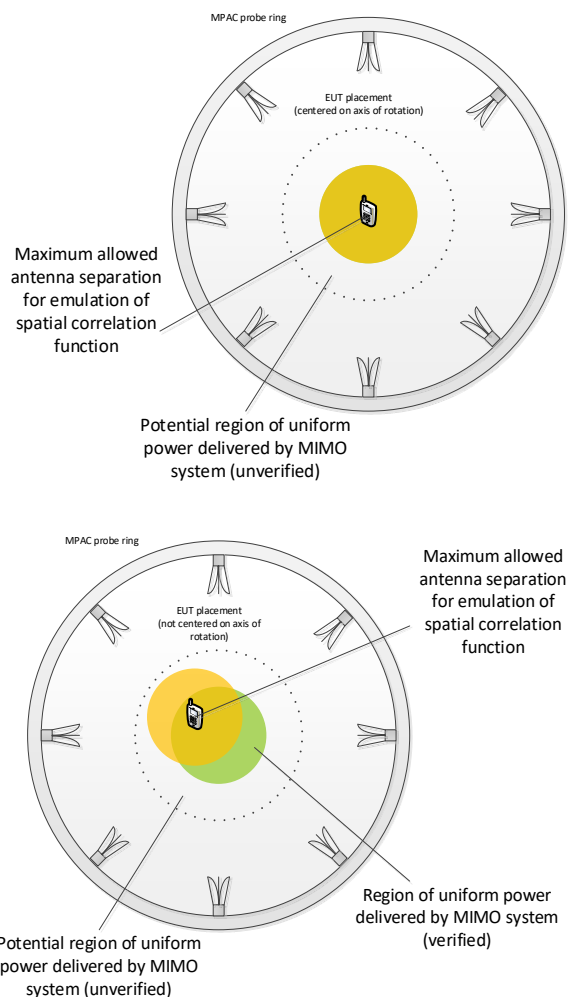 MPAC probe ring
EUT placement
(centered on axis of rotation)
Maximum allowed
antenna separation
for emulation of
spatial correlation
function
Potential region of uniform
power delivered by MIMO
system (unverified)
MPAC probe ring
Maximum allowed
antenna separation
for emulation of
spatial correlation
function
EUT placement
(not centered on axis of
rotation)
Region of uniform power
delivered by MIMO system
(verified)
Potential region of uniform
power delivered by MIMO
system (unverified)